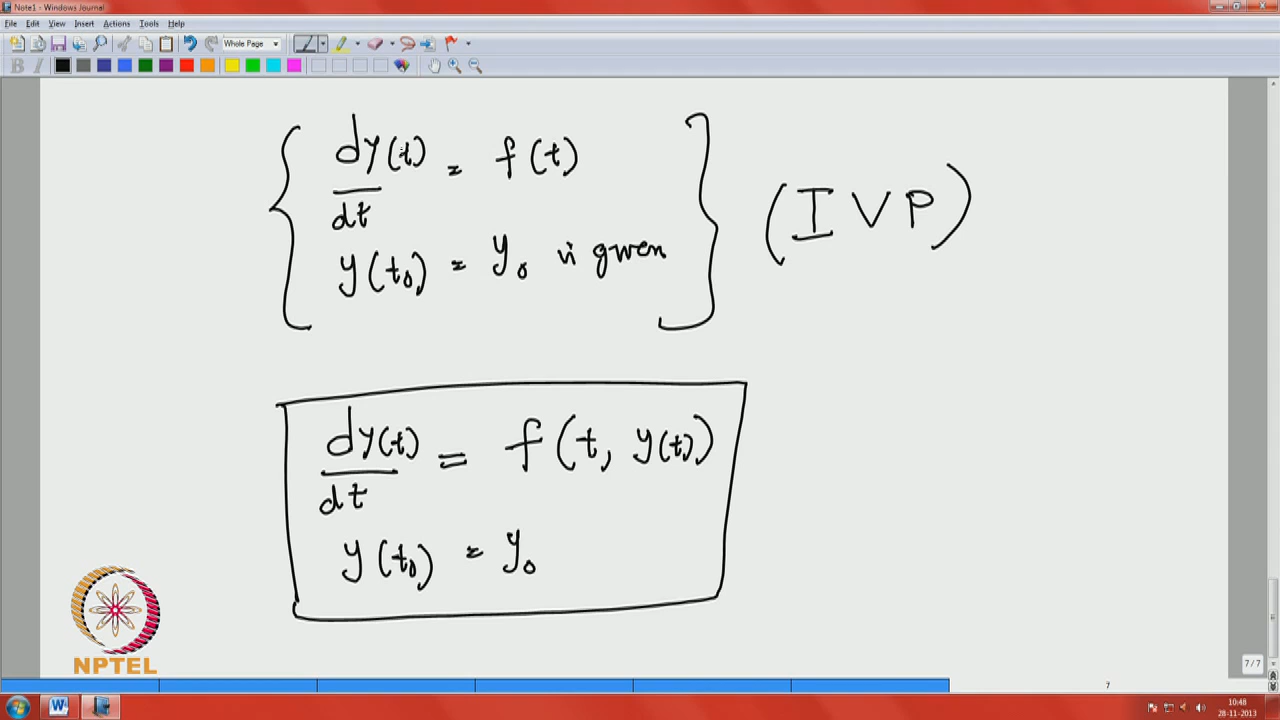 Note1 - Windows Journal
File Edit View Insert Actions Tools Help
Whole Page
B I
dy(t)/dt = f(t)
y(t₀) = y₀ is given
(IVP)
dy(t)/dt = f(t, y(t))
y(t₀) = y₀
NPTEL
7/7
7
W
10:48
28-11-2013